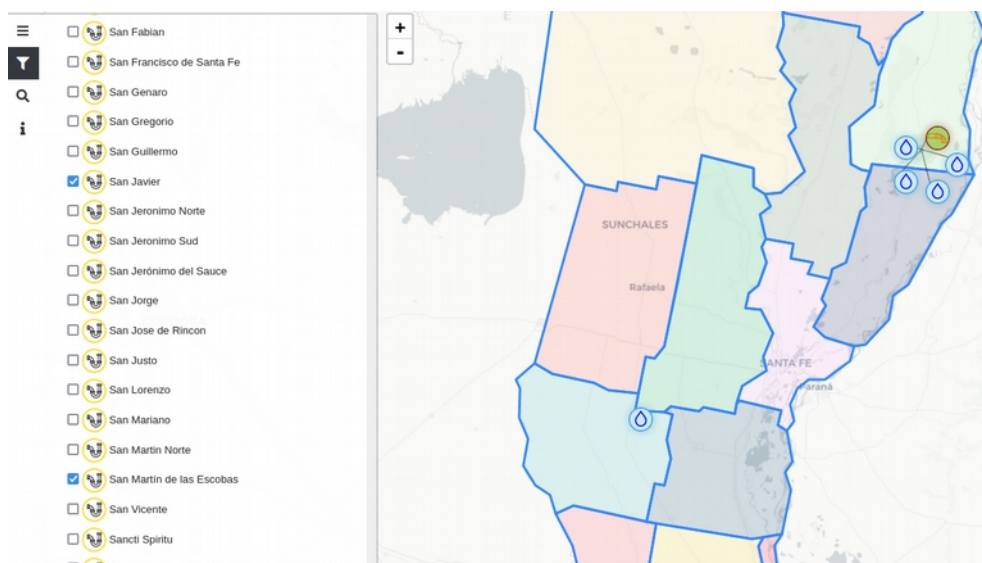 San Fabian
San Francisco de Santa Fe
San Genaro
San Gregorio
San Guillermo
San Javier
San Jeronimo Norte
San Jeronimo Sud
San Jerónimo del Sauce
San Jorge
San Jose de Rincon
San Justo
San Lorenzo
San Mariano
San Martin Norte
San Martín de las Escobas
San Vicente
Sancti Spiritu
+
-
SUNCHALES
Rafaela
SANTA FE
Paraná